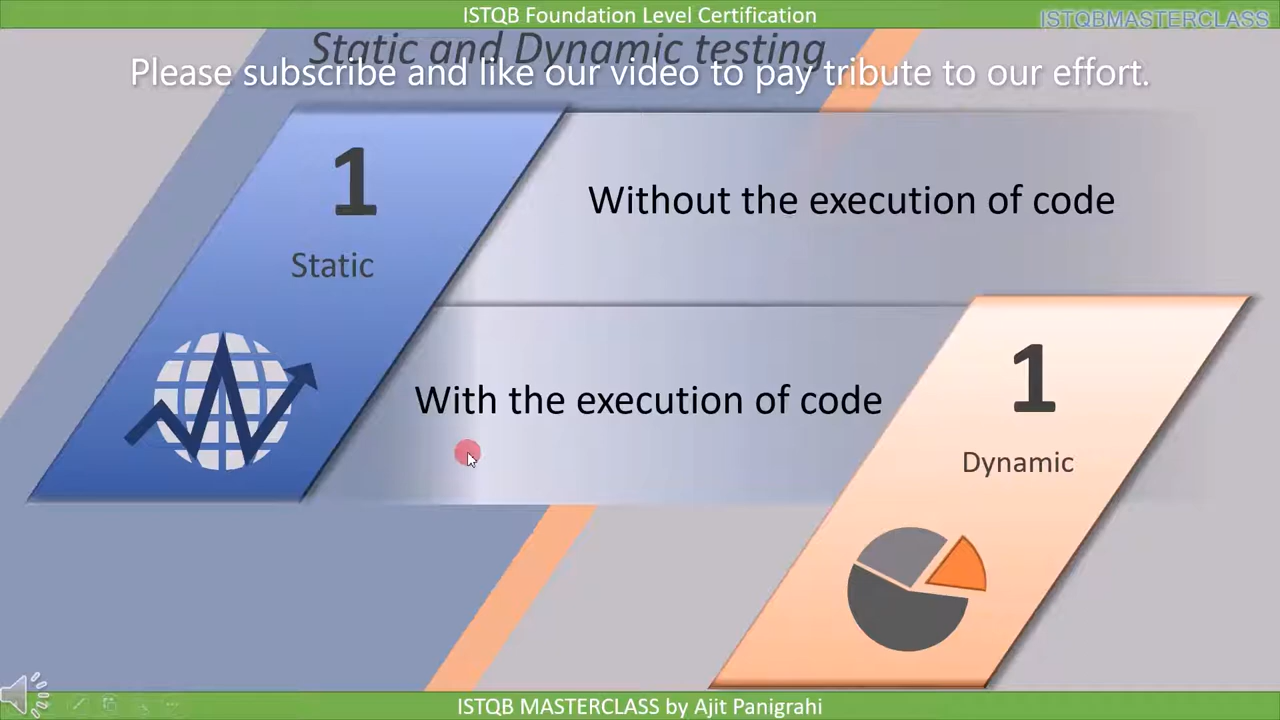 ISTQB Foundation Level Certification
ISTQBMASTERCLASS
Static and Dynamic testing
Please subscribe and like our video to pay tribute to our effort.
1
Static
Without the execution of code
With the execution of code
1
Dynamic
ISTQB MASTERCLASS by Ajit Panigrahi